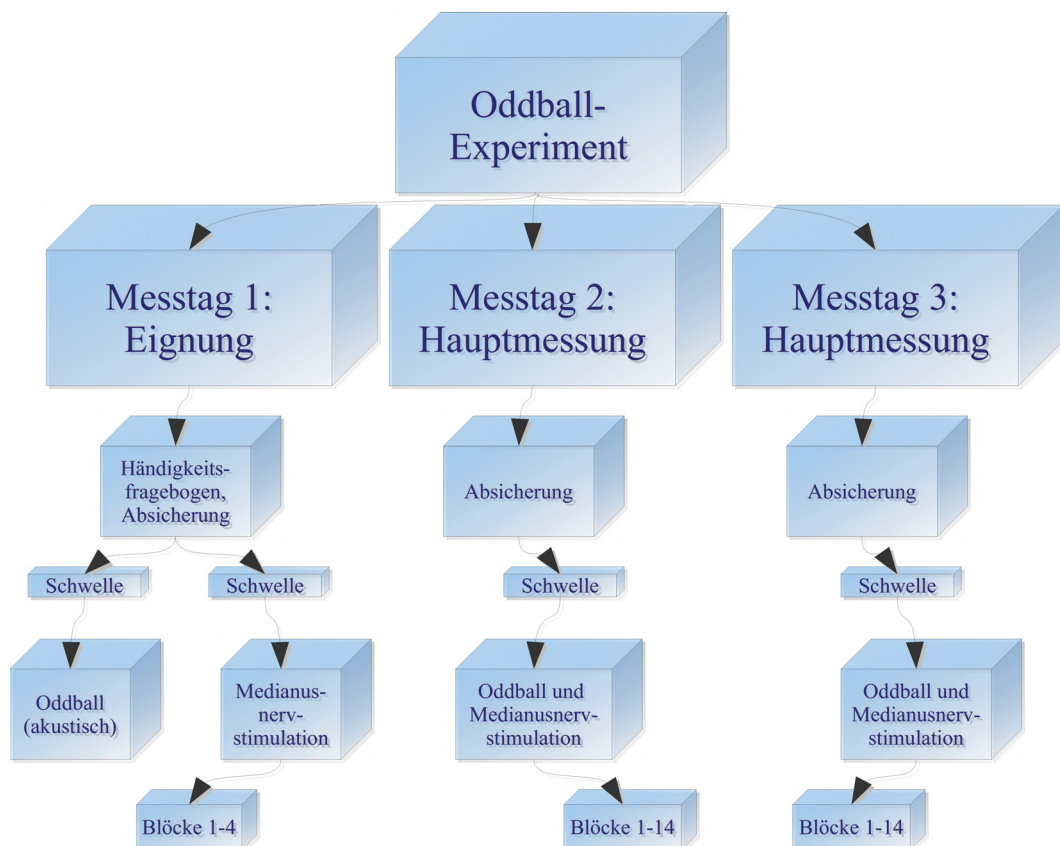 Oddball-
Experiment
Messtag 1:
Eignung
Messtag 2:
Hauptmessung
Messtag 3:
Hauptmessung
Händigkeits-
fragebogen,
Absicherung
Absicherung
Absicherung
Schwelle
Schwelle
Schwelle
Schwelle
Oddball
(akustisch)
Medianus-
nerv-
stimulation
Oddball und
Medianusnerv-
stimulation
Oddball und
Medianusnerv-
stimulation
Blöcke 1-4
Blöcke 1-14
Blöcke 1-14